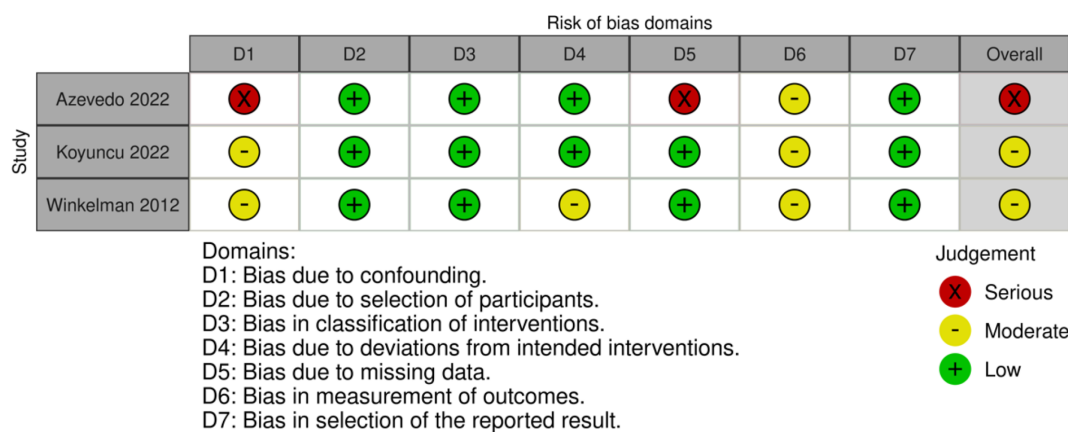 Risk of bias domains
D1 D2 D3 D4 D5 D6 D7 Overall
Study
Azevedo 2022 X + + + X - + X
Koyuncu 2022 - + + + + - + -
Winkelman 2012 - + + - + - + -
Domains:
D1: Bias due to confounding.
D2: Bias due to selection of participants.
D3: Bias in classification of interventions.
D4: Bias due to deviations from intended interventions.
D5: Bias due to missing data.
D6: Bias in measurement of outcomes.
D7: Bias in selection of the reported result.
Judgement
X Serious
- Moderate
+ Low